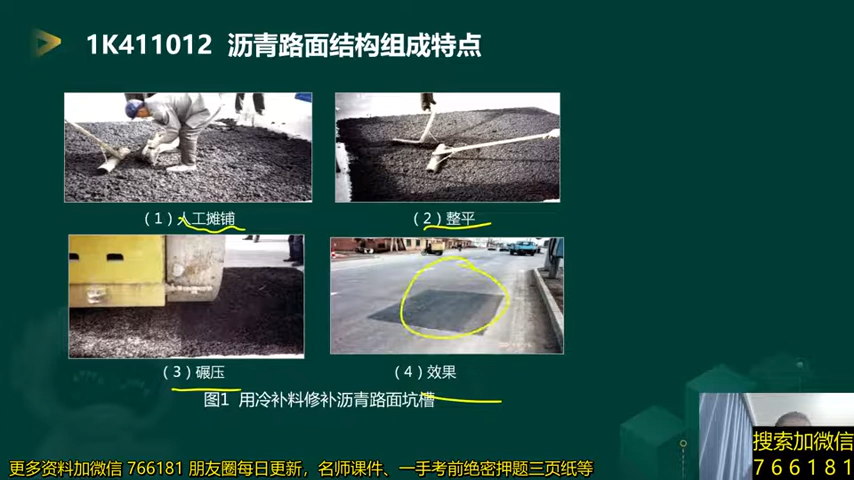 1K411012 沥青路面结构组成特点
（1）人工摊铺
（2）整平
（3）碾压
（4）效果
图1 用冷补料修补沥青路面坑槽
搜索加微信
766181
更多资料加微信 766181 朋友圈每日更新，名师课件、一手考前绝密押题三页纸等